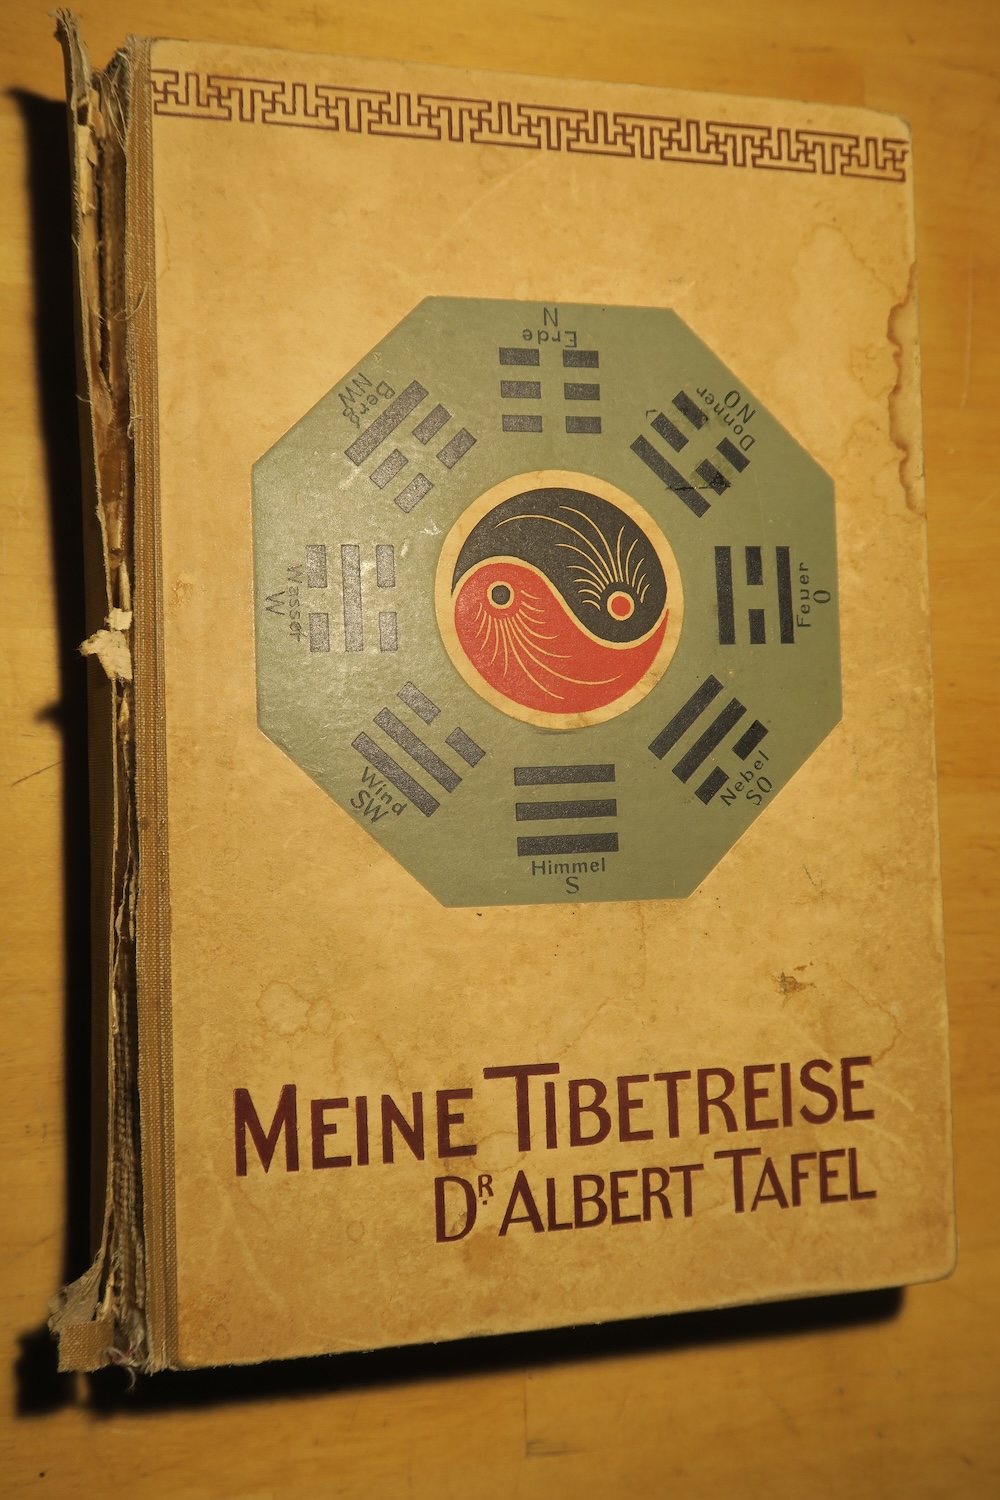 N
Erde
NO
Donner
Feuer
O
Nebel
SO
Himmel
S
Wind
SW
Wasser
W
NW
Berg
MEINE TIBETREISE
DR. ALBERT TAFEL